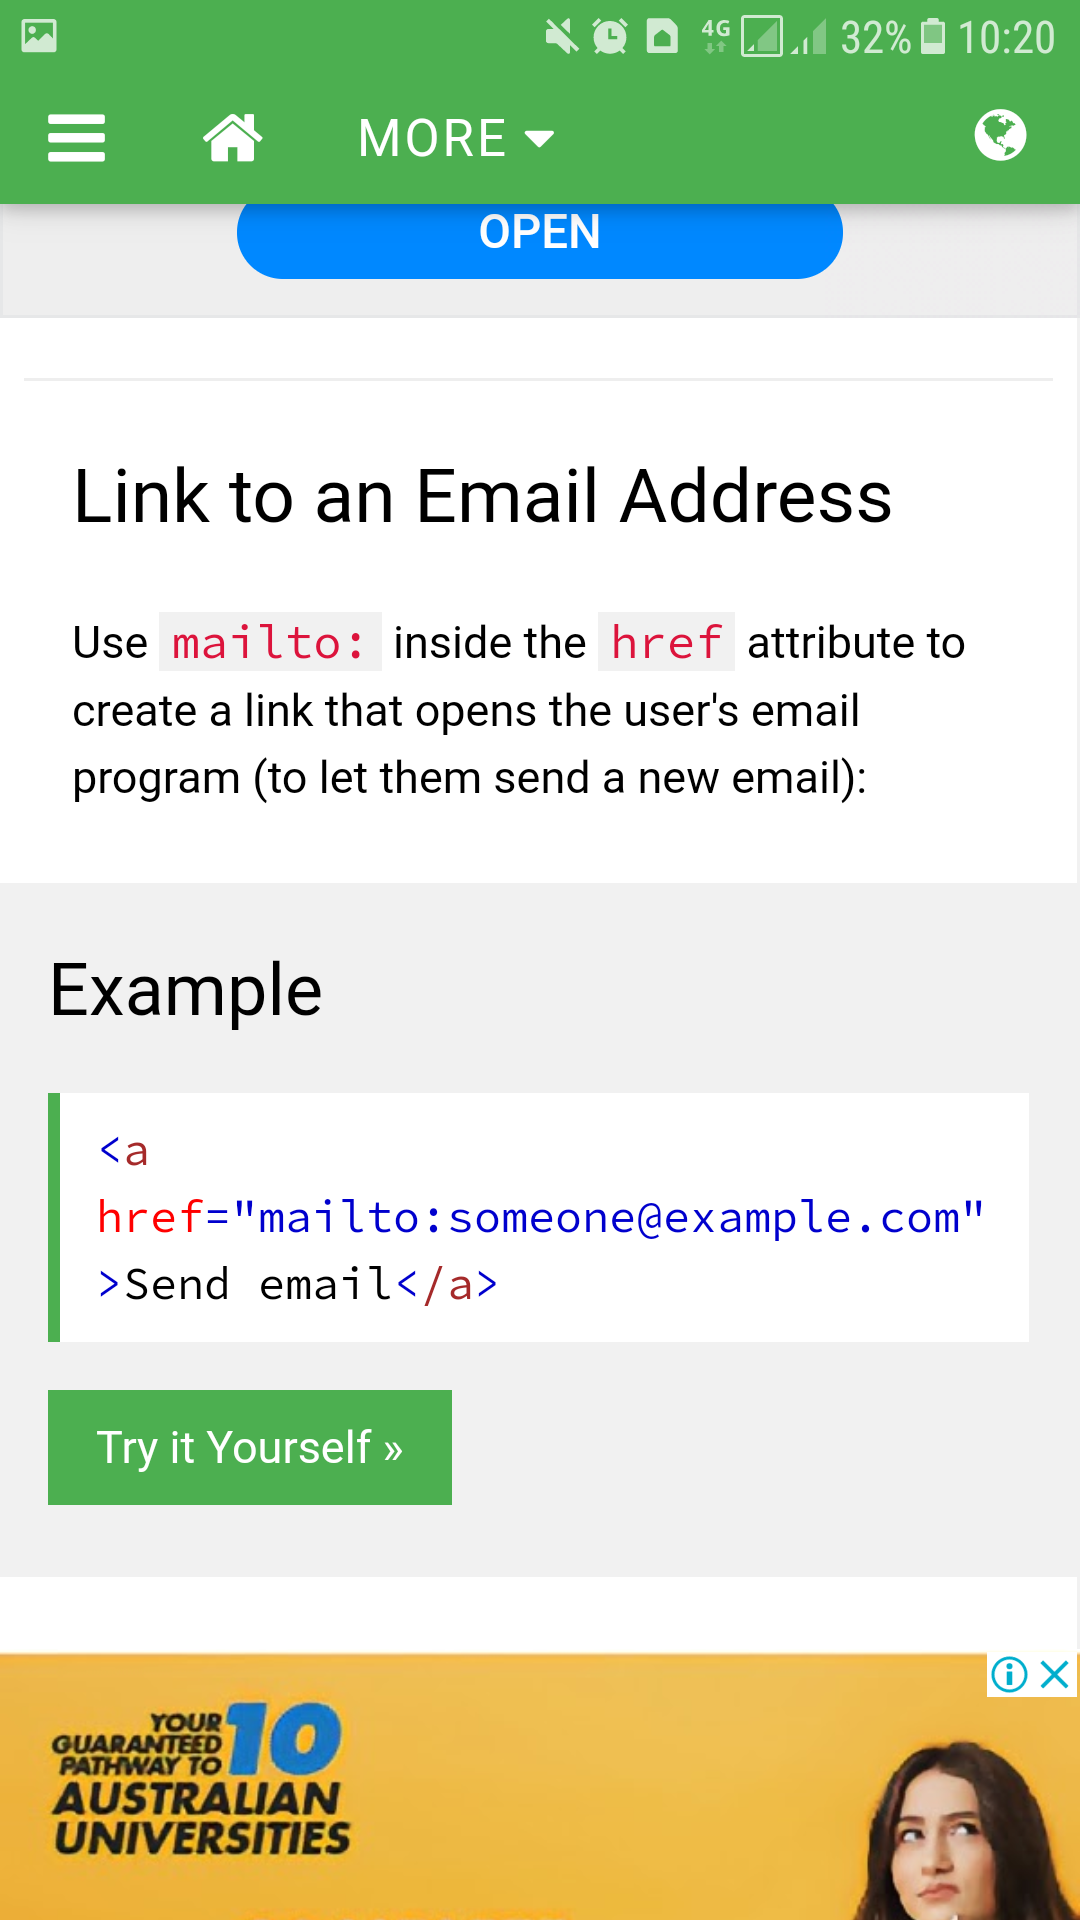 4G 32% 10:20
MORE
OPEN
Link to an Email Address
Use mailto: inside the href attribute to
create a link that opens the user's email
program (to let them send a new email):
Example
<a
href="mailto:someone@example.com"
>Send email</a>
Try it Yourself »
YOUR
GUARANTEED
PATHWAY TO
10
AUSTRALIAN
UNIVERSITIES